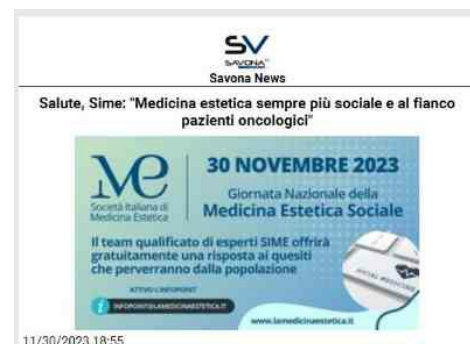 SV
SAVONA
Savona News
Salute, Sime: "Medicina estetica sempre più sociale e al fianco
pazienti oncologici"
Società Italiana di
Medicina Estetica
30 NOVEMBRE 2023
Giornata Nazionale della
Medicina Estetica Sociale
Il team qualificato di esperti SIME offrirà
gratuitamente una risposta ai quesiti
che perverranno dalla popolazione
ATTIVO L'INFOPOINT
INFOPOINT@LAMEDICINAESTETICA.IT
SOCIAL MEDICINE
www.lamedicinaestetica.it
11/30/2023 18:55